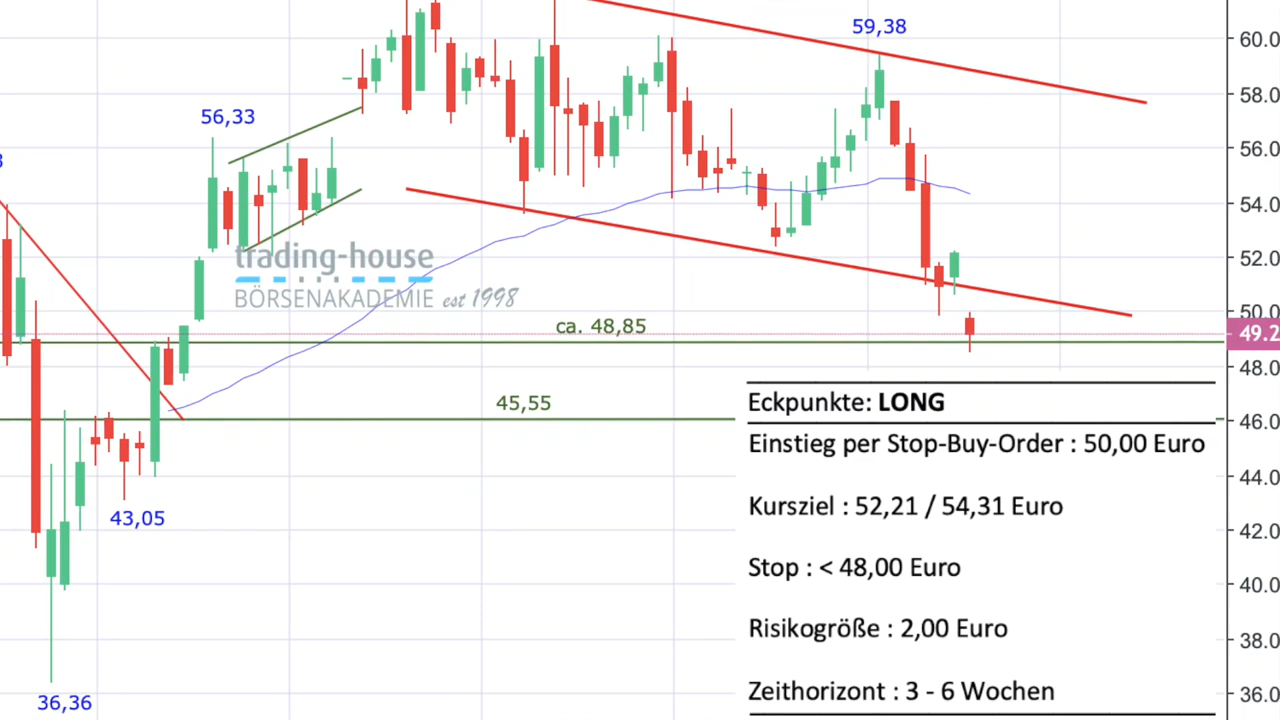 59,38
60.0
58.0
56,33
56.0
54.0
trading-house
BÖRSENAKADEMIE est 1998
52.0
50.0
ca. 48,85
49.2
48.0
45,55
46.0
44.0
43,05
42.0
40.0
38.0
36,36
36.0
Eckpunkte: LONG
Einstieg per Stop-Buy-Order : 50,00 Euro
Kursziel : 52,21 / 54,31 Euro
Stop : < 48,00 Euro
Risikogröße : 2,00 Euro
Zeithorizont : 3 - 6 Wochen